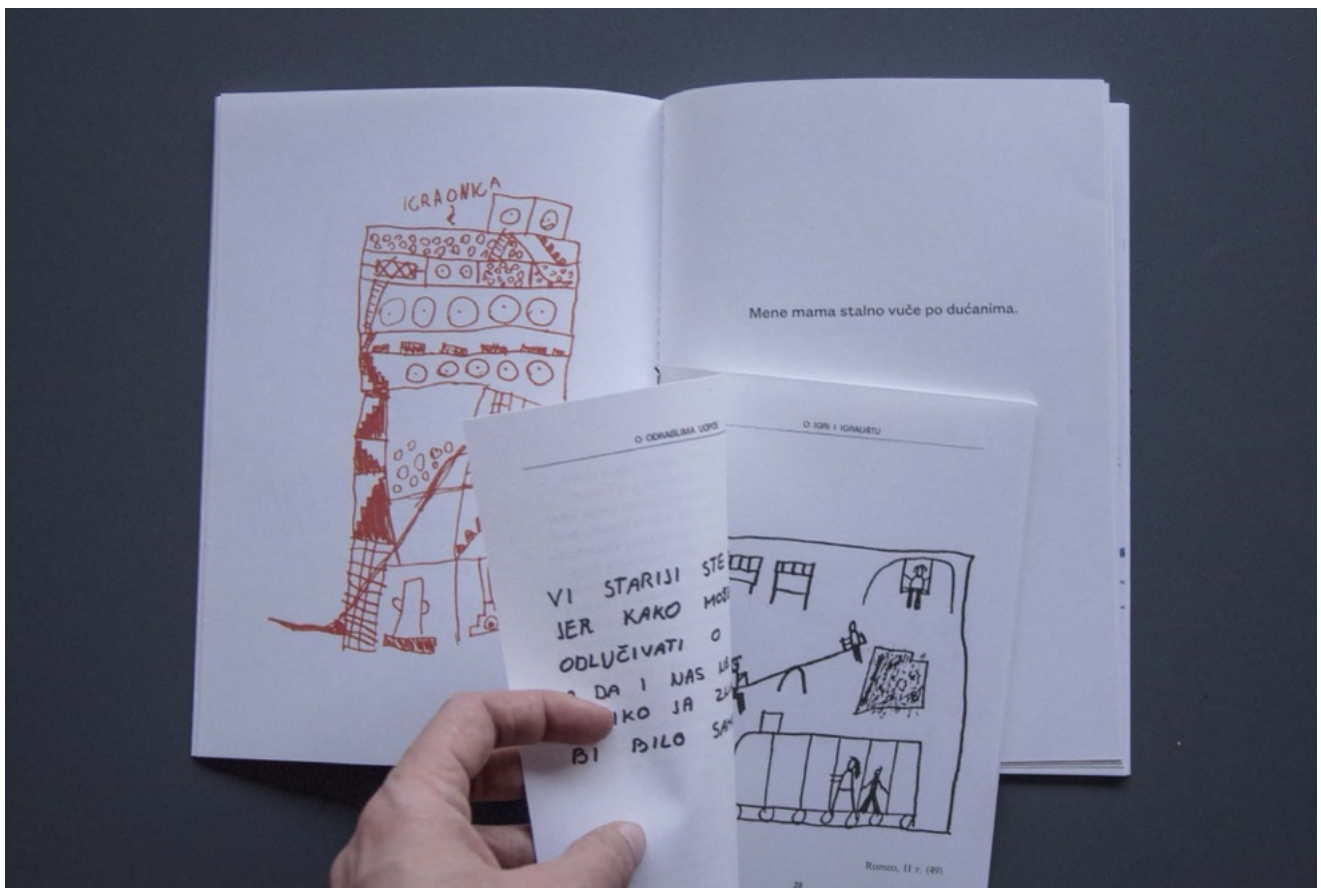 IGRAONICA
Mene mama stalno vuče po dućanima.
O ODRASLIMA UOPĆE
VI STARIJI STE
JER KAKO
ODLUČIVATI O
DA I NAS
JA
BI BILO
O IGRI I IGRALIŠTU
Romeo, II r. (49)
28